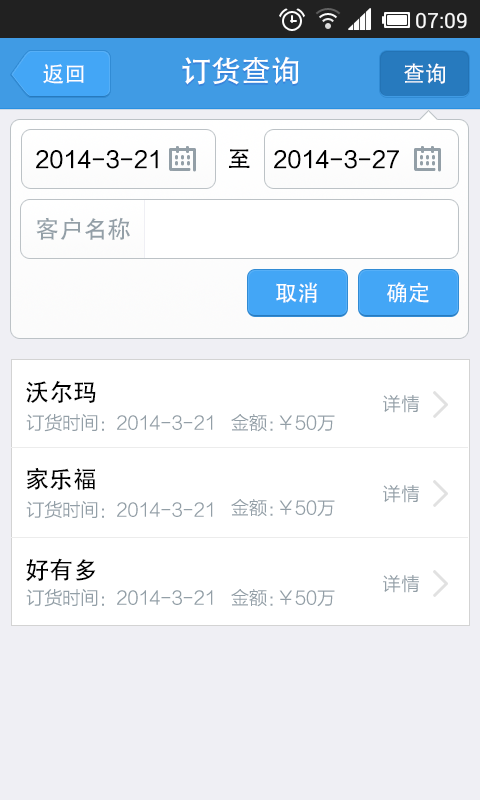 07:09
返回 订货查询 查询
2014-3-21 至 2014-3-27
客户名称
取消 确定
沃尔玛
订货时间：2014-3-21 金额：￥50万 详情
家乐福
订货时间：2014-3-21 金额：￥50万 详情
好有多
订货时间：2014-3-21 金额：￥50万 详情